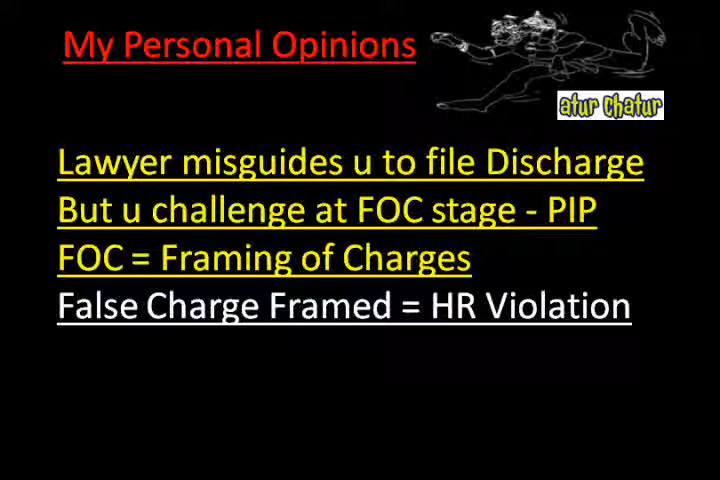 My Personal Opinions
atur chatur
Lawyer misguides u to file Discharge
But u challenge at FOC stage - PIP
FOC = Framing of Charges
False Charge Framed = HR Violation